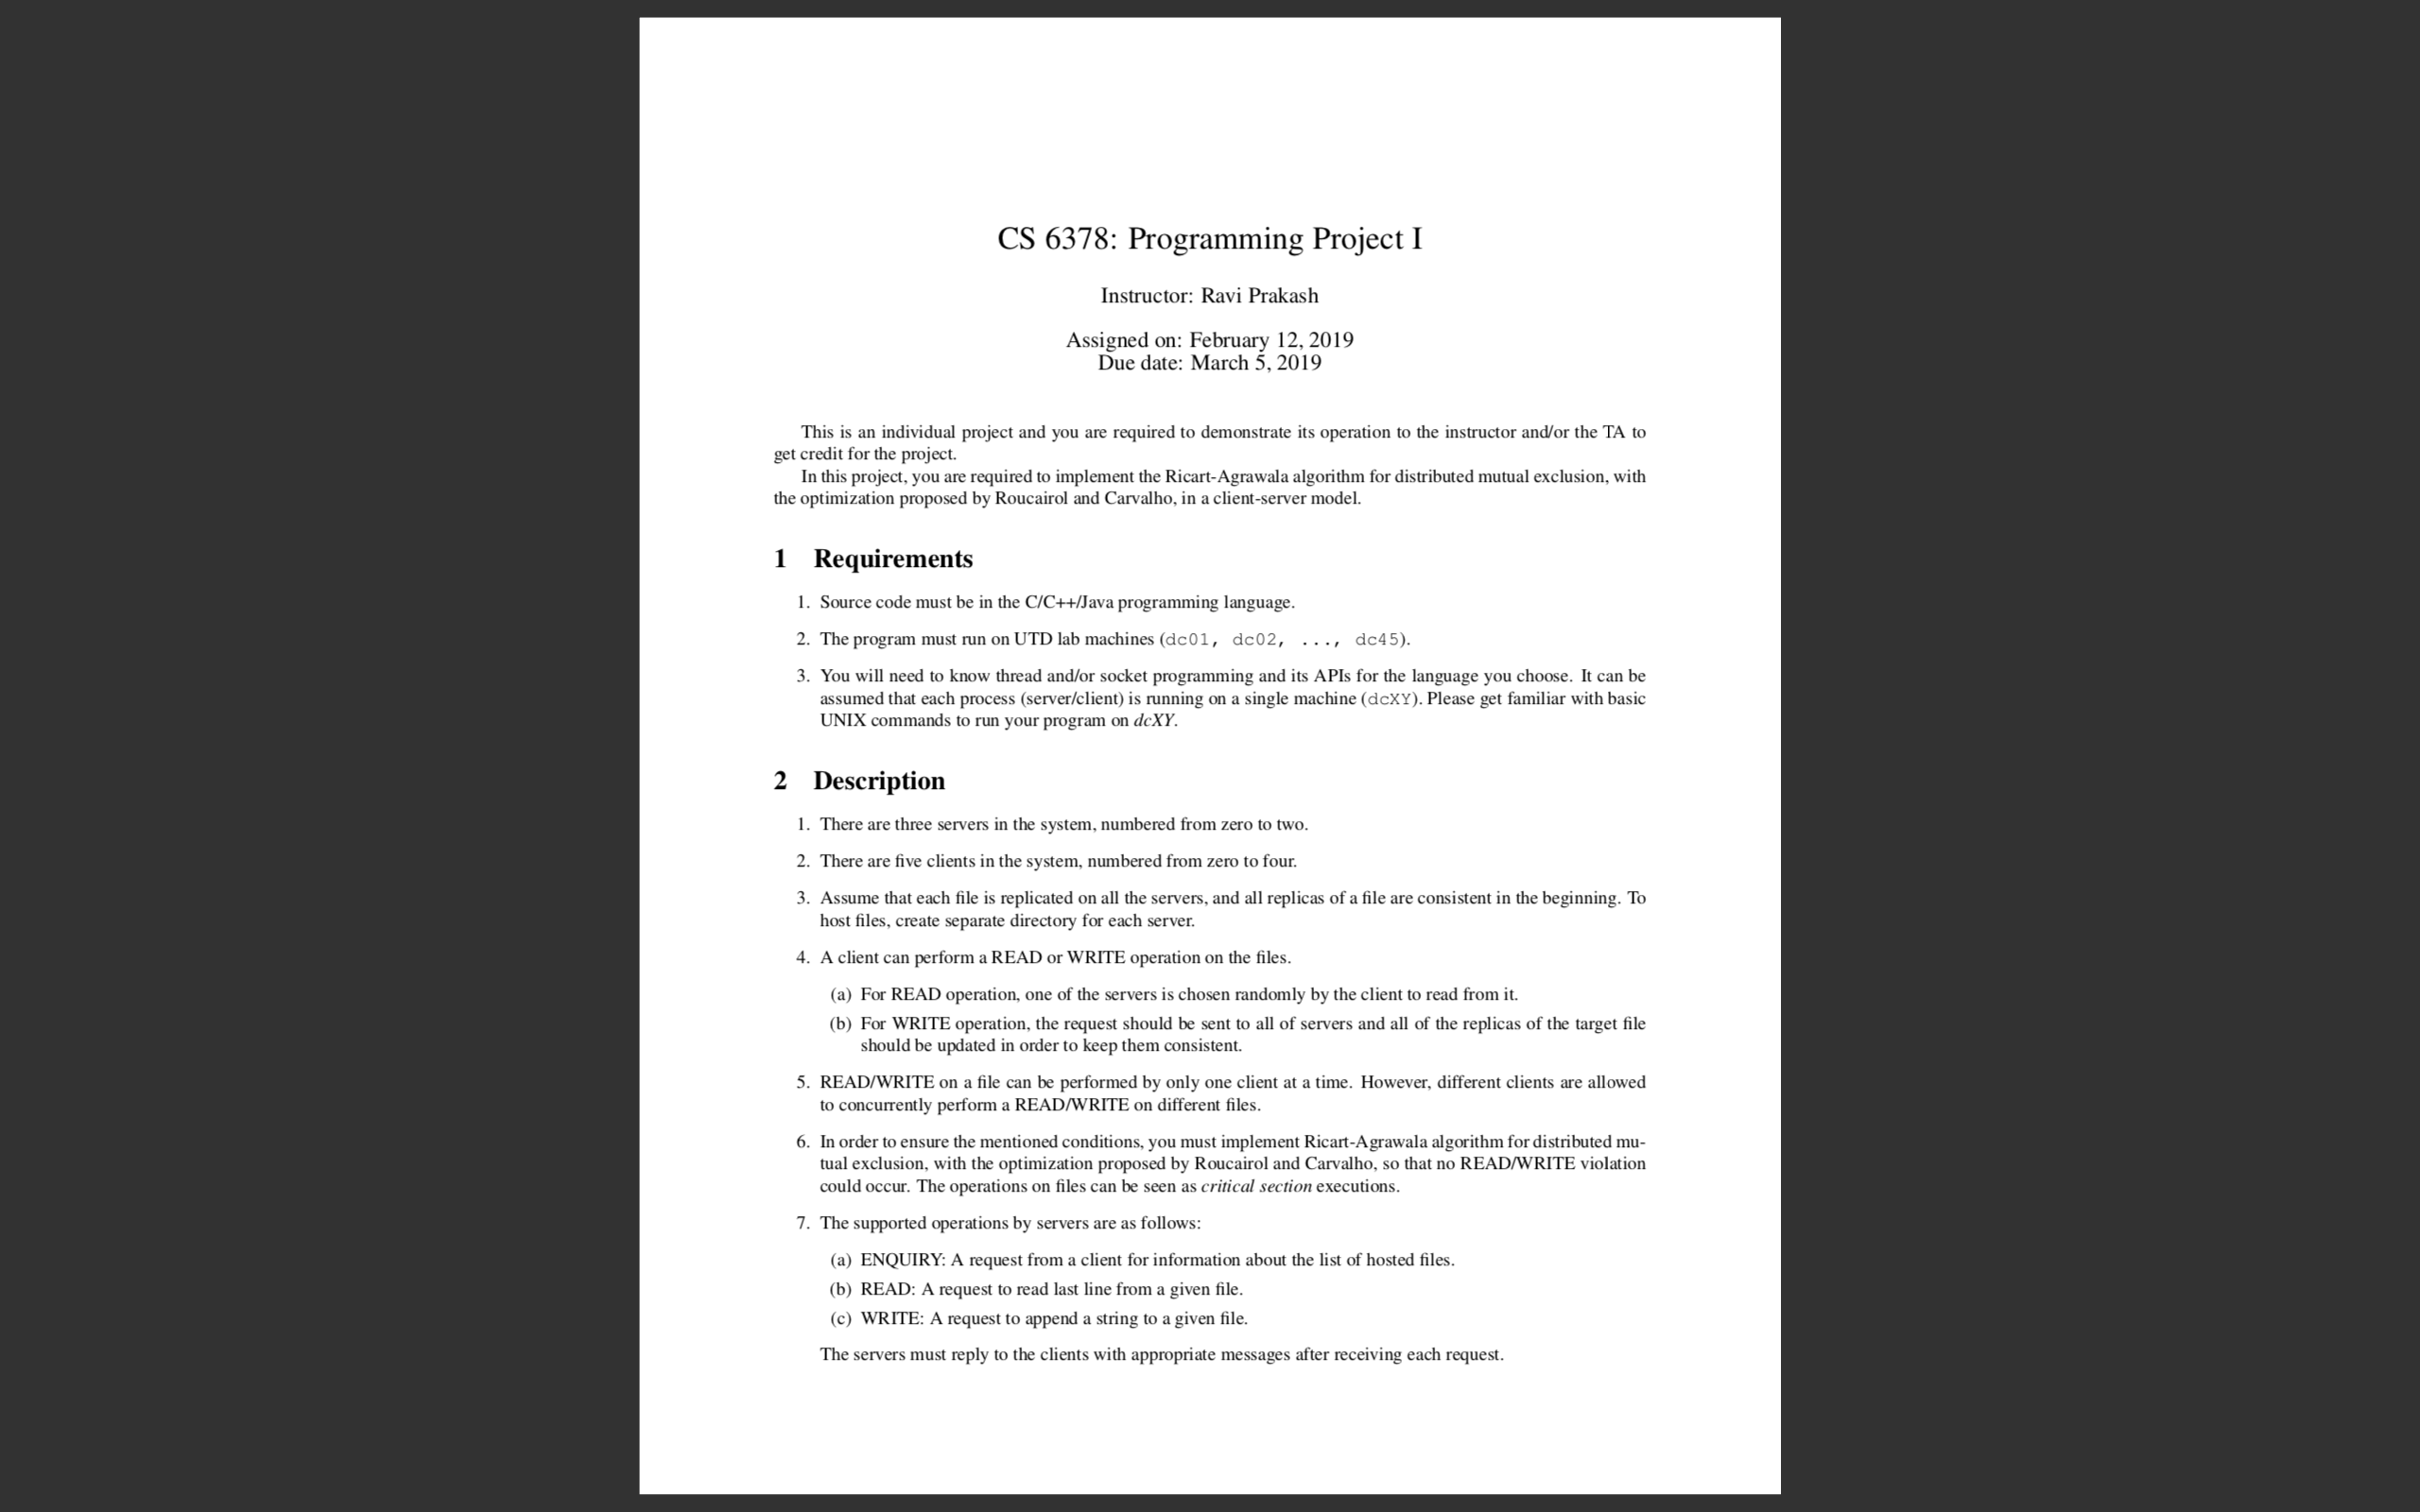 CS 6378: Programming Project I
Instructor: Ravi Prakash
Assigned on: February 12, 2019
Due date: March 5, 2019
This is an individual project and you are required to demonstrate its operation to the instructor and/or the TA to
get credit for the project.
In this project, you are required to implement the Ricart-Agrawala algorithm for distributed mutual exclusion, with
the optimization proposed by Roucairol and Carvalho, in a client-server model.
1 Requirements
1. Source code must be in the C/C++/Java programming language.
2. The program must run on UTD lab machines (dc01, dc02, ..., dc45).
3. You will need to know thread and/or socket programming and its APIs for the language you choose. It can be
assumed that each process (server/client) is running on a single machine (dcXY). Please get familiar with basic
UNIX commands to run your program on dcXY.
2 Description
1. There are three servers in the system, numbered from zero to two.
2. There are five clients in the system, numbered from zero to four.
3. Assume that each file is replicated on all the servers, and all replicas of a file are consistent in the beginning. To
host files, create separate directory for each server.
4. A client can perform a READ or WRITE operation on the files.
(a) For READ operation, one of the servers is chosen randomly by the client to read from it.
(b) For WRITE operation, the request should be sent to all of servers and all of the replicas of the target file
should be updated in order to keep them consistent.
5. READ/WRITE on a file can be performed by only one client at a time. However, different clients are allowed
to concurrently perform a READ/WRITE on different files.
6. In order to ensure the mentioned conditions, you must implement Ricart-Agrawala algorithm for distributed mu-
tual exclusion, with the optimization proposed by Roucairol and Carvalho, so that no READ/WRITE violation
could occur. The operations on files can be seen as critical section executions.
7. The supported operations by servers are as follows:
(a) ENQUIRY: A request from a client for information about the list of hosted files.
(b) READ: A request to read last line from a given file.
(c) WRITE: A request to append a string to a given file.
The servers must reply to the clients with appropriate messages after receiving each request.